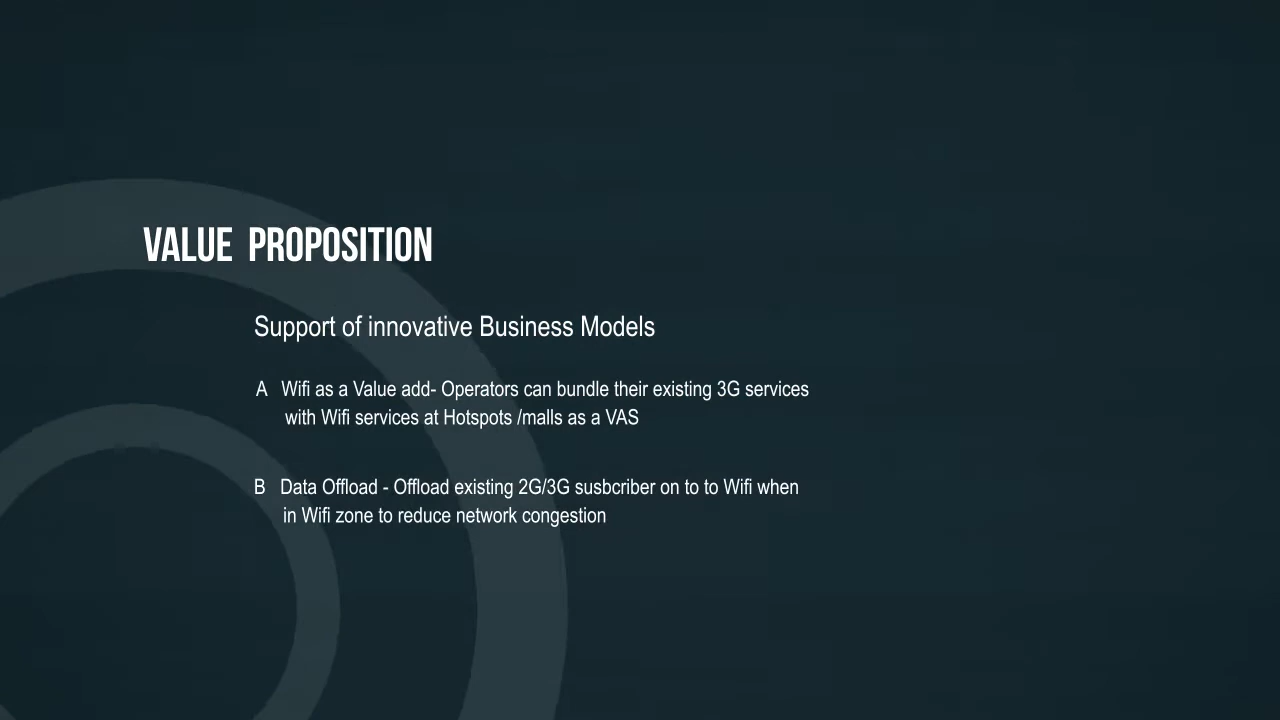 VALUE PROPOSITION
Support of innovative Business Models
A Wifi as a Value add- Operators can bundle their existing 3G services
with Wifi services at Hotspots /malls as a VAS
B Data Offload - Offload existing 2G/3G susbcriber on to to Wifi when
in Wifi zone to reduce network congestion